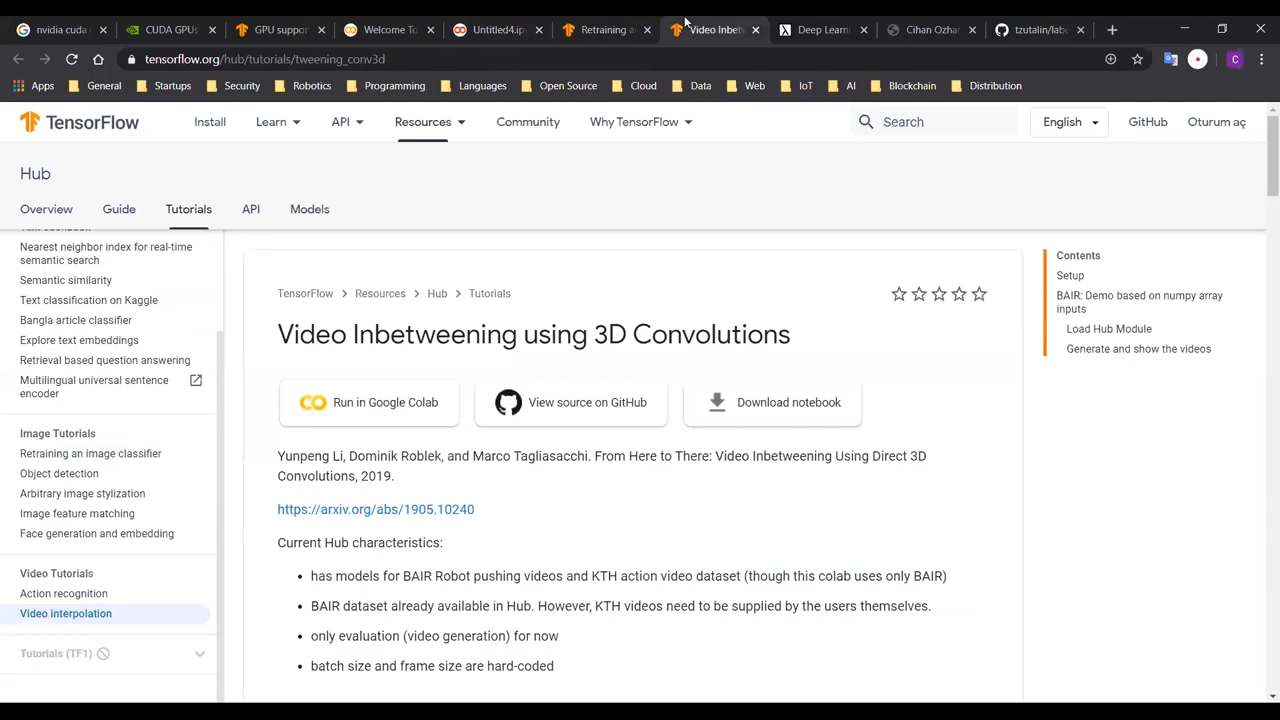 nvidia cuda
CUDA GPUs
GPU suppor
Welcome To
Untitled4.ipy
Retraining a
Video Inbet
Deep Learni
Cihan Ozha
tzutalin/labe
tensorflow.org/hub/tutorials/tweening_conv3d
C
Apps
General
Startups
Security
Robotics
Programming
Languages
Open Source
Cloud
Data
Web
IoT
AI
Blockchain
Distribution
TensorFlow
Install
Learn
API
Resources
Community
Why TensorFlow
Search
English
GitHub
Oturum aç
Hub
Overview
Guide
Tutorials
API
Models
Nearest neighbor index for real-time
semantic search
Semantic similarity
Text classification on Kaggle
Bangla article classifier
Explore text embeddings
Retrieval based question answering
Multilingual universal sentence
encoder
Image Tutorials
Retraining an image classifier
Object detection
Arbitrary image stylization
Image feature matching
Face generation and embedding
Video Tutorials
Action recognition
Video interpolation
Tutorials (TF1)
TensorFlow
Resources
Hub
Tutorials
Video Inbetweening using 3D Convolutions
Run in Google Colab
View source on GitHub
Download notebook
Yunpeng Li, Dominik Roblek, and Marco Tagliasacchi. From Here to There: Video Inbetweening Using Direct 3D
Convolutions, 2019.
https://arxiv.org/abs/1905.10240
Current Hub characteristics:
• has models for BAIR Robot pushing videos and KTH action video dataset (though this colab uses only BAIR)
• BAIR dataset already available in Hub. However, KTH videos need to be supplied by the users themselves.
• only evaluation (video generation) for now
• batch size and frame size are hard-coded
Contents
Setup
BAIR: Demo based on numpy array
inputs
Load Hub Module
Generate and show the videos